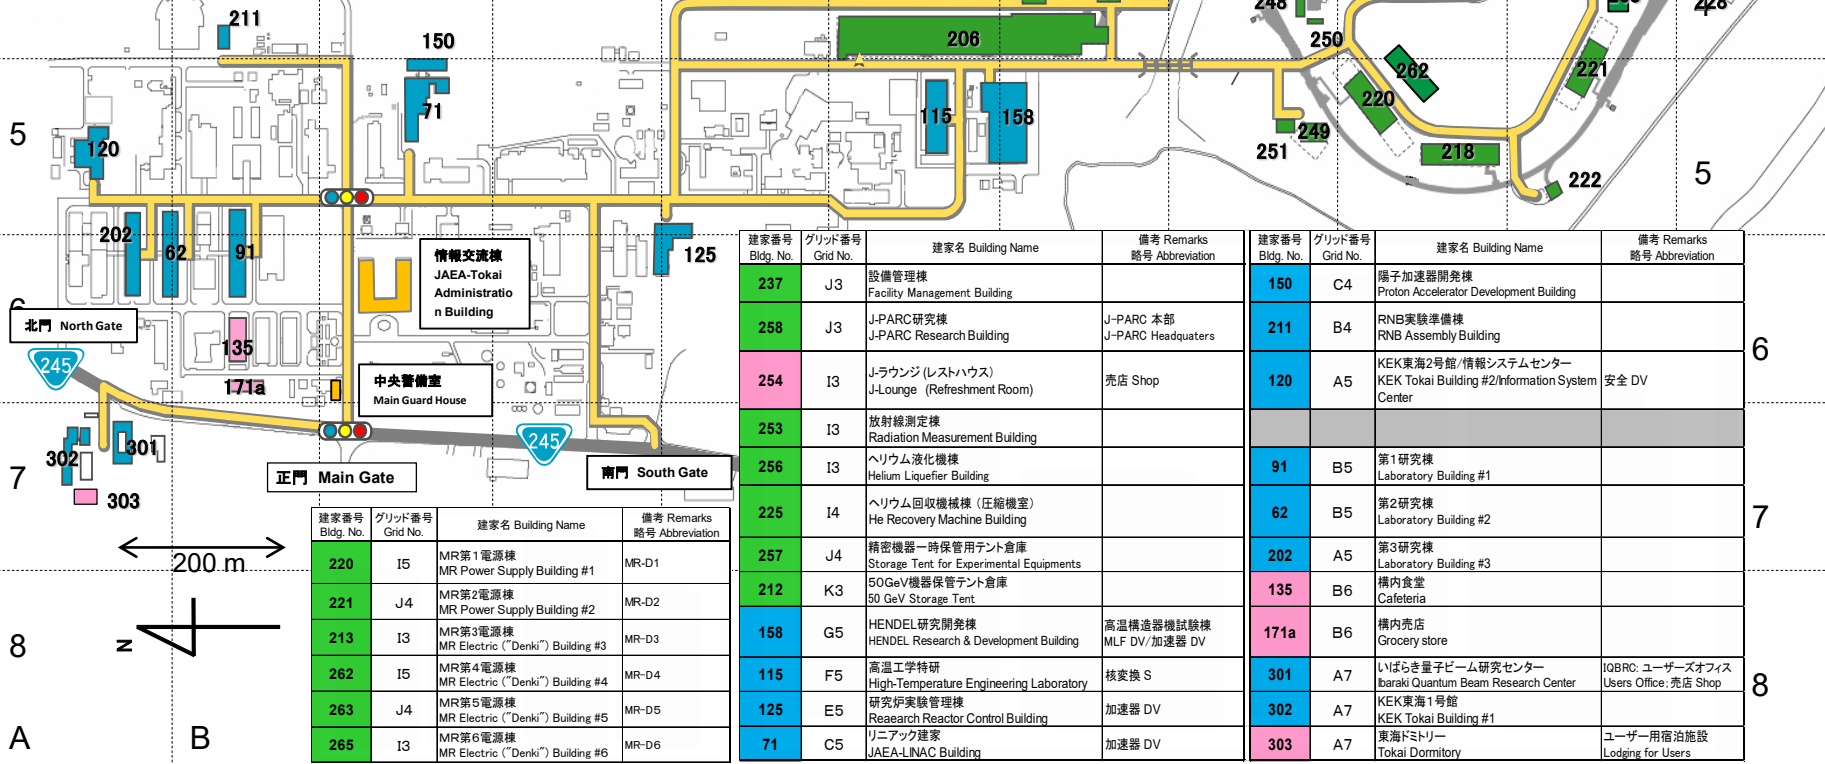 211
150
206
248
250
262
4
228
221
220
71
115
158
5
120
249
251
218
5
222
202
62
91
125
情報交流棟
JAEA-Tokai
Administratio
n Building
6
北門 North Gate
245
135
171a
中央警備室
Main Guard House
6
301
302
7
303
245
正門 Main Gate
南門 South Gate
7
200 m
N
8
8
A
B
建家番号 グリッド番号 建家名 Building Name 備考 Remarks
Bldg. No. Grid No. 略号 Abbreviation
220 I5 MR第1電源棟 MR-D1
MR Power Supply Building #1
221 J4 MR第2電源棟 MR-D2
MR Power Supply Building #2
213 I3 MR第3電源棟 MR-D3
MR Electric ("Denki") Building #3
262 I5 MR第4電源棟 MR-D4
MR Electric ("Denki") Building #4
263 J4 MR第5電源棟 MR-D5
MR Electric ("Denki") Building #5
265 I3 MR第6電源棟 MR-D6
MR Electric ("Denki") Building #6
建家番号 グリッド番号 建家名 Building Name 備考 Remarks
Bldg. No. Grid No. 略号 Abbreviation
237 J3 設備管理棟
Facility Management Building
258 J3 J-PARC研究棟 J-PARC 本部
J-PARC Research Building J-PARC Headquaters
254 I3 J-ラウンジ (レストハウス) 売店 Shop
J-Lounge (Refreshment Room)
253 I3 放射線測定棟
Radiation Measurement Building
256 I3 ヘリウム液化機棟
Helium Liquefier Building
225 I4 ヘリウム回収機械棟 (圧縮機室)
He Recovery Machine Building
257 J4 精密機器一時保管用テント倉庫
Storage Tent for Experimental Equipments
212 K3 50GeV機器保管テント倉庫
50 GeV Storage Tent
158 G5 HENDEL研究開発棟 高温構造器機試験棟
HENDEL Research & Development Building MLF DV/加速器 DV
115 F5 高温工学特研 核変換 S
High-Temperature Engineering Laboratory
125 E5 研究炉実験管理棟 加速器 DV
Reaearch Reactor Control Building
71 C5 リニアック建家 加速器 DV
JAEA-LINAC Building
建家番号 グリッド番号 建家名 Building Name 備考 Remarks
Bldg. No. Grid No. 略号 Abbreviation
150 C4 陽子加速器開発棟
Proton Accelerator Development Building
211 B4 RNB実験準備棟
RNB Assembly Building
120 A5 KEK東海2号館/情報システムセンター 安全 DV
KEK Tokai Building #2/Information System
Center
91 B5 第1研究棟
Laboratory Building #1
62 B5 第2研究棟
Laboratory Building #2
202 A5 第3研究棟
Laboratory Building #3
135 B6 構内食堂
Cafeteria
171a B6 構内売店
Grocery store
301 A7 いばらき量子ビーム研究センター IQBRC: ユーザーズオフィス
Ibaraki Quantum Beam Research Center Users Office; 売店 Shop
302 A7 KEK東海1号館
KEK Tokai Building #1
303 A7 東海ドミトリー ユーザー用宿泊施設
Tokai Dormitory Lodging for Users